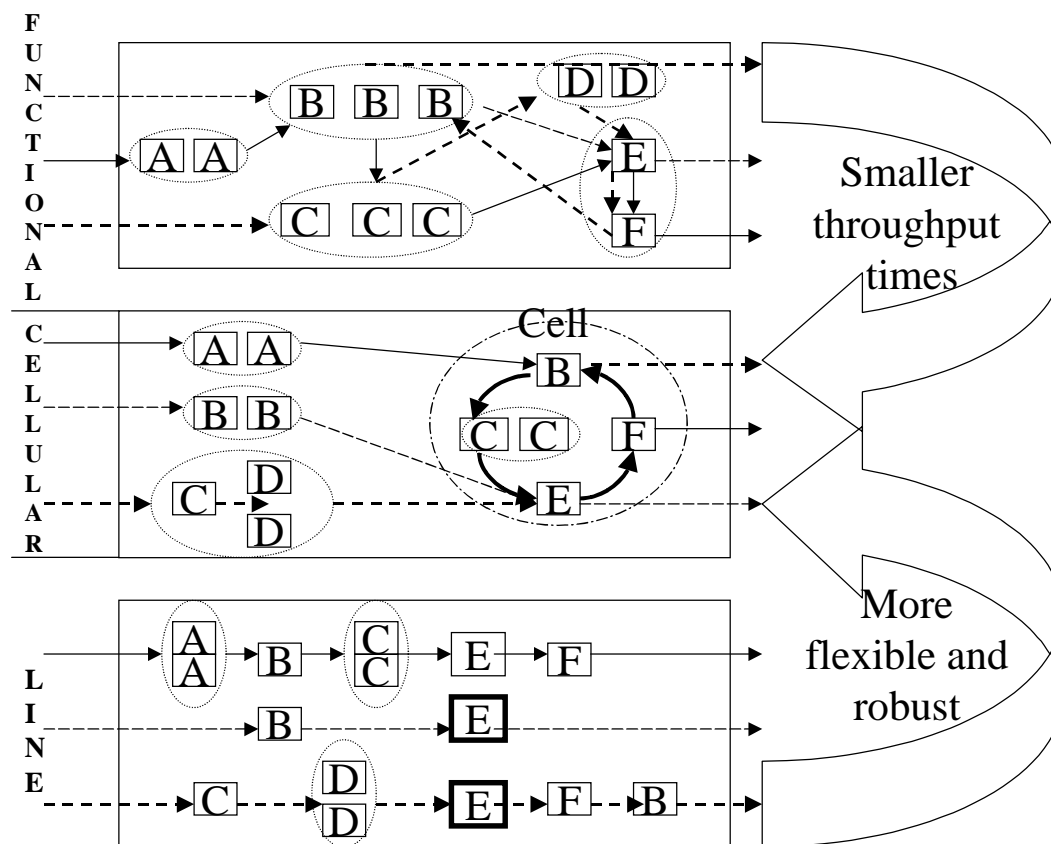 FUNCTIONAL
D D
B B B
A A
E
C C C
F
Smaller
throughput
times
CELLULAR
Cell
A A
B
B B
C C
F
D
C
E
D
LINE
A
A
B
C
C
E
F
B
E
C
D
D
E
F
B
More
flexible and
robust